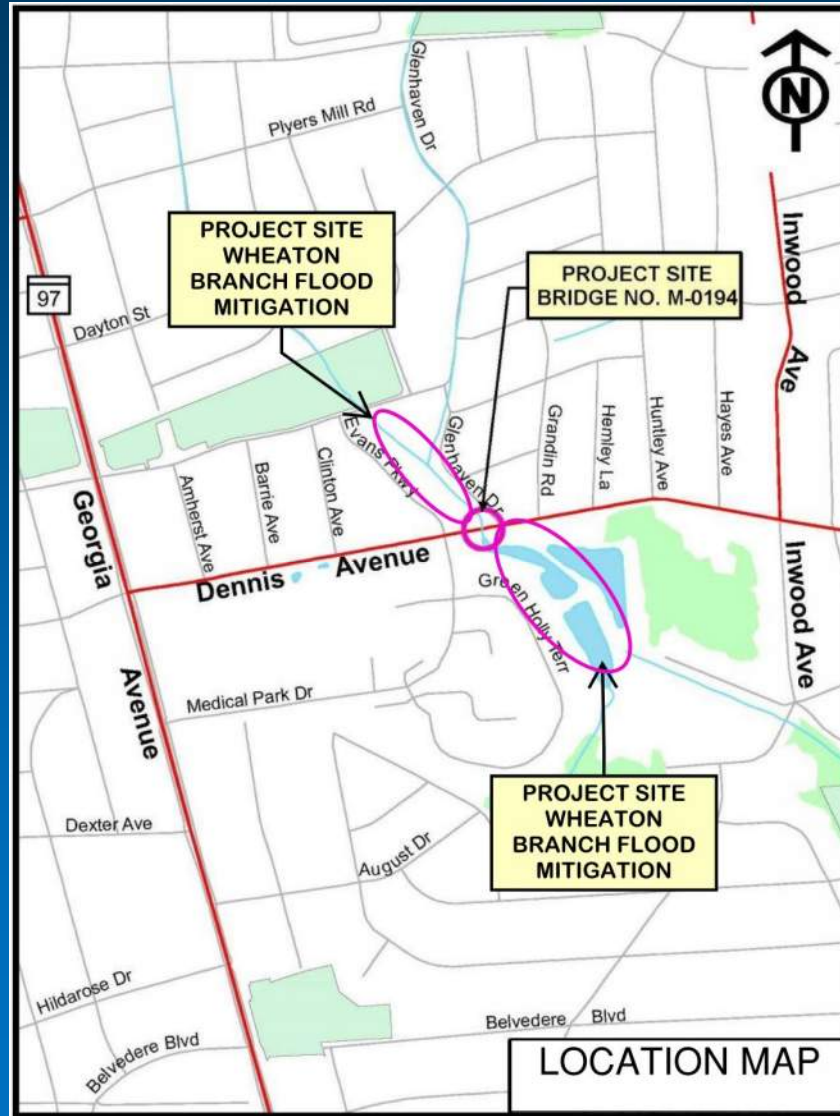 Glenhaven Dr
Plyers Mill Rd
N
PROJECT SITE
WHEATON
BRANCH FLOOD
MITIGATION
PROJECT SITE
BRIDGE NO. M-0194
Inwood Ave
97
Dayton St
Evans Pkwy
Glenhaven Dr
Grandin Rd
Hemley La
Huntley Ave
Hayes Ave
Amherst Ave
Barrie Ave
Clinton Ave
Georgia Avenue
Dennis Avenue
Green Holly Terr
Inwood Ave
Medical Park Dr
PROJECT SITE
WHEATON
BRANCH FLOOD
MITIGATION
Dexter Ave
August Dr
Hildarose Dr
Belvedere Blvd
Belvedere Blvd
LOCATION MAP